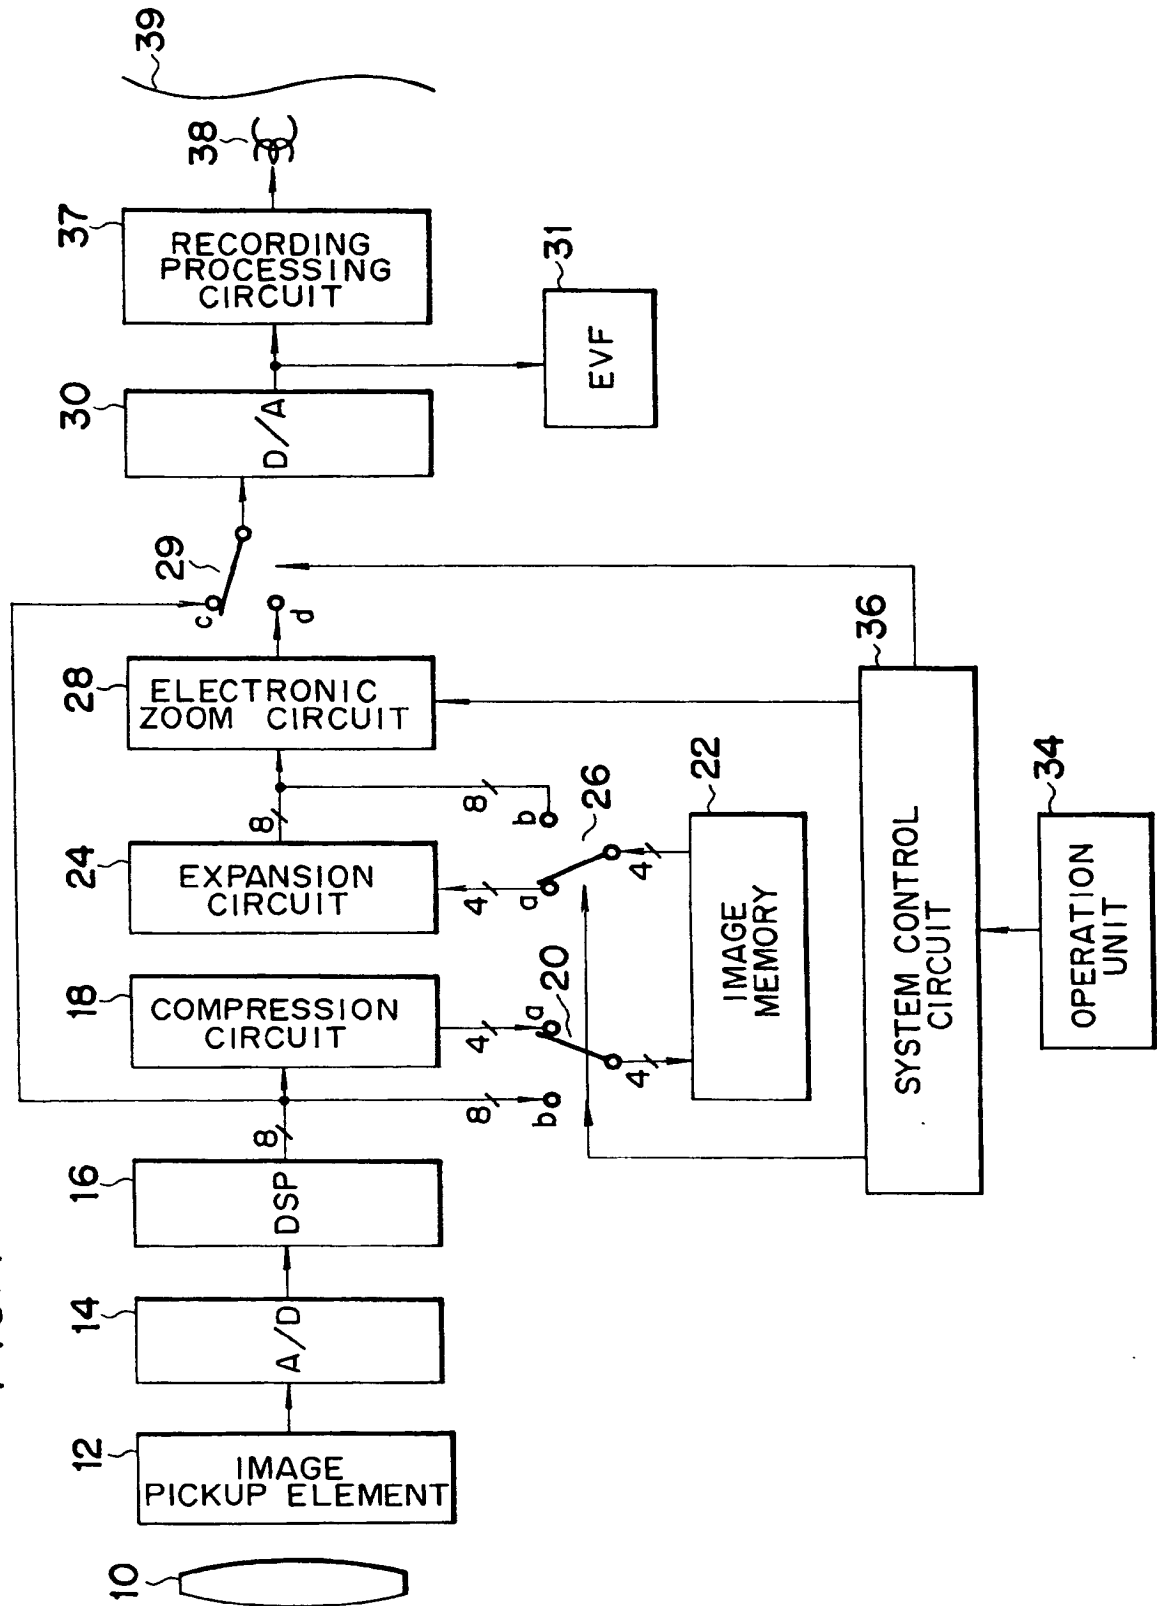 10
12
IMAGE
PICKUP ELEMENT
14
A/D
16
DSP
8
18
COMPRESSION
CIRCUIT
24
EXPANSION
CIRCUIT
8
28
ELECTRONIC
ZOOM CIRCUIT
c
29
d
30
D/A
37
RECORDING
PROCESSING
CIRCUIT
38
39
8
b
4
a
20
4
4
a
26
4
8
b
22
IMAGE
MEMORY
31
EVF
36
SYSTEM CONTROL
CIRCUIT
34
OPERATION
UNIT